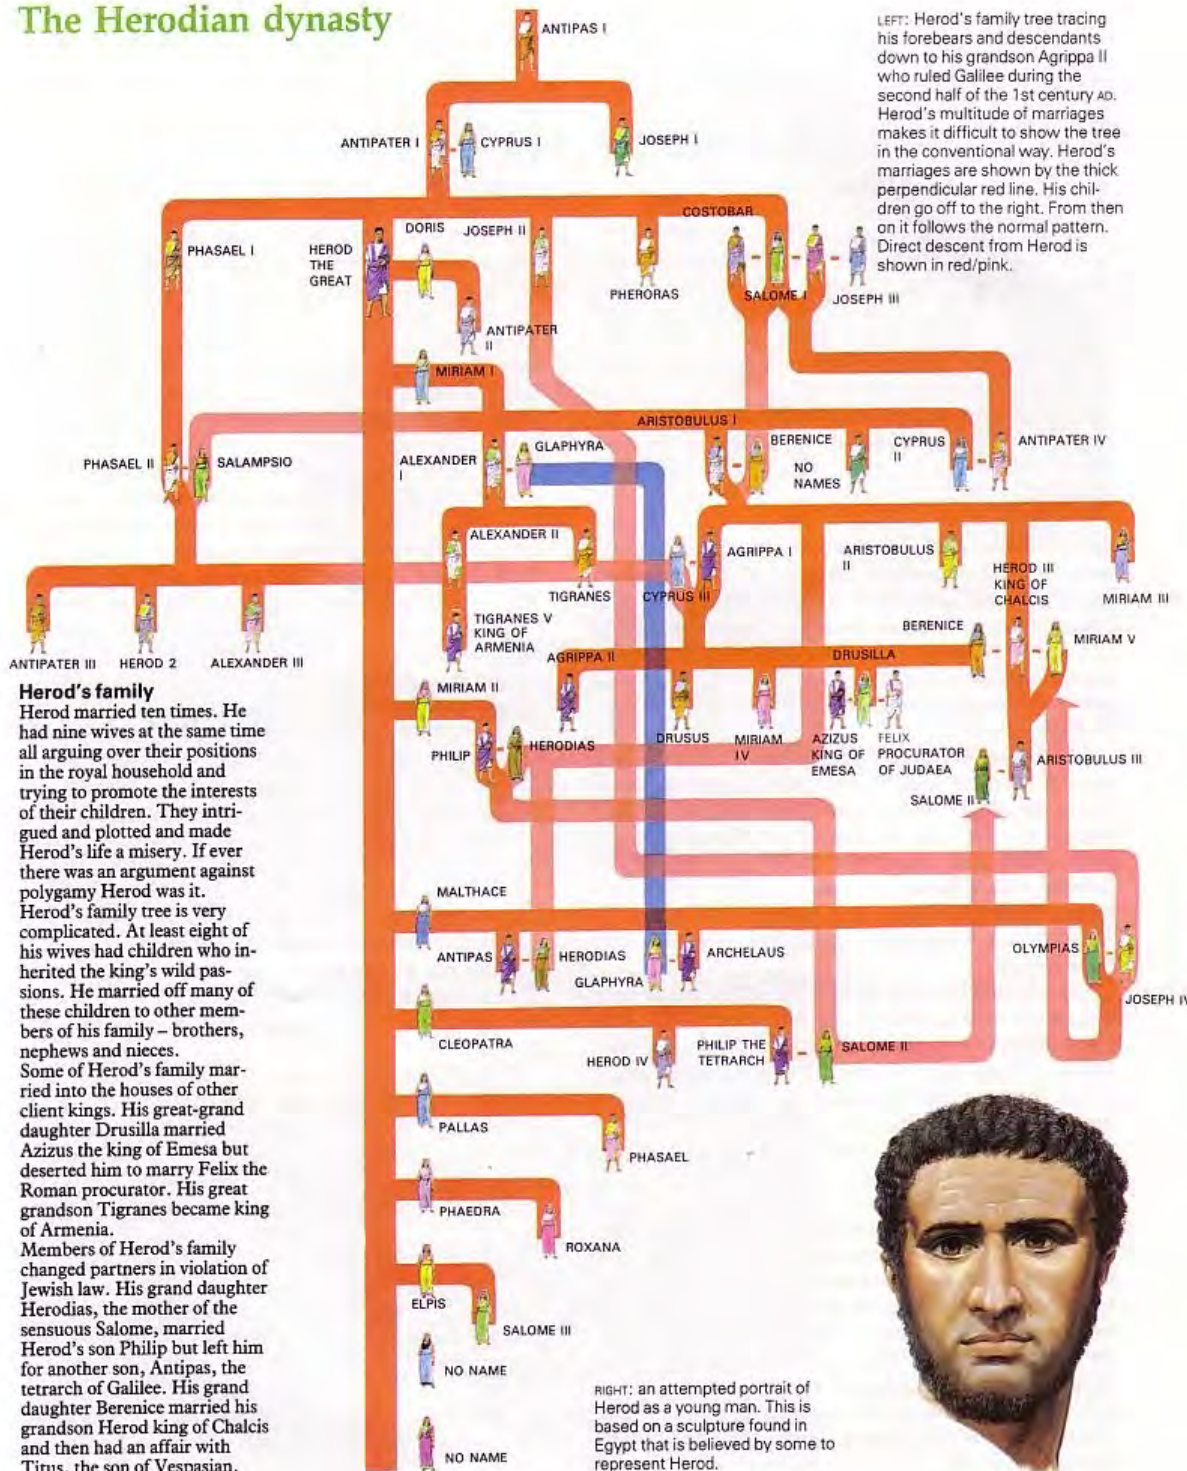 The Herodian dynasty
LEFT: Herod's family tree tracing
his forebears and descendants
down to his grandson Agrippa II
who ruled Galilee during the
second half of the 1st century AD.
Herod's multitude of marriages
makes it difficult to show the tree
in the conventional way. Herod's
marriages are shown by the thick
perpendicular red line. His chil-
dren go off to the right. From then
on it follows the normal pattern.
Direct descent from Herod is
shown in red/pink.
ANTIPAS I
ANTIPATER I
CYPRUS I
JOSEPH I
PHASAEL I
HEROD
THE
GREAT
DORIS
JOSEPH II
PHERORAS
COSTOBAR
SALOME I
JOSEPH III
ANTIPATER
II
MIRIAM I
PHASAEL II
SALAMPSIO
ALEXANDER
I
GLAPHYRA
ARISTOBULUS I
BERENICE
NO
NAMES
CYPRUS
II
ANTIPATER IV
ALEXANDER II
TIGRANES
CYPRUS III
AGRIPPA I
ARISTOBULUS
II
HEROD III
KING OF
CHALCIS
MIRIAM III
ANTIPATER III
HEROD 2
ALEXANDER III
TIGRANES V
KING OF
ARMENIA
BERENICE
MIRIAM V
AGRIPPA II
DRUSUS
MIRIAM
IV
DRUSILLA
AZIZUS
KING OF
EMESA
FELIX
PROCURATOR
OF JUDAEA
SALOME II
ARISTOBULUS III
MIRIAM II
PHILIP
HERODIAS
MALTHACE
ANTIPAS
HERODIAS
GLAPHYRA
ARCHELAUS
OLYMPIAS
JOSEPH IV
CLEOPATRA
HEROD IV
PHILIP THE
TETRARCH
SALOME II
PALLAS
PHASAEL
PHAEDRA
ROXANA
ELPIS
SALOME III
NO NAME
NO NAME
Herod's family
Herod married ten times. He
had nine wives at the same time
all arguing over their positions
in the royal household and
trying to promote the interests
of their children. They intri-
gued and plotted and made
Herod's life a misery. If ever
there was an argument against
polygamy Herod was it.
Herod's family tree is very
complicated. At least eight of
his wives had children who in-
herited the king's wild pas-
sions. He married off many of
these children to other mem-
bers of his family – brothers,
nephews and nieces.
Some of Herod's family mar-
ried into the houses of other
client kings. His great-grand
daughter Drusilla married
Azizus the king of Emesa but
deserted him to marry Felix the
Roman procurator. His great
grandson Tigranes became king
of Armenia.
Members of Herod's family
changed partners in violation of
Jewish law. His grand daughter
Herodias, the mother of the
sensuous Salome, married
Herod's son Philip but left him
for another son, Antipas, the
tetrarch of Galilee. His grand
daughter Berenice married his
grandson Herod king of Chalcis
and then had an affair with
Titus, the son of Vespasian.
RIGHT: an attempted portrait of
Herod as a young man. This is
based on a sculpture found in
Egypt that is believed by some to
represent Herod.